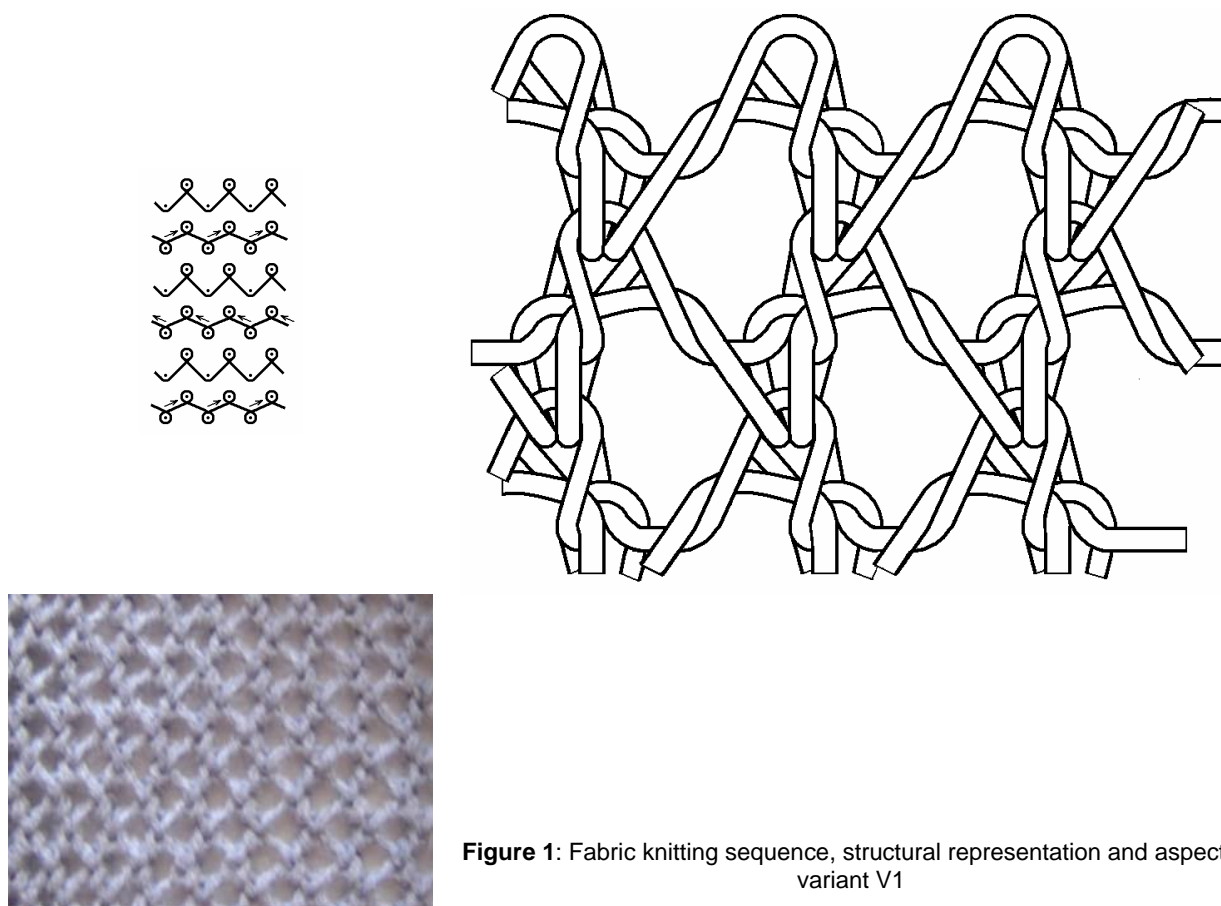 Figure 1: Fabric knitting sequence, structural representation and aspect
variant V1